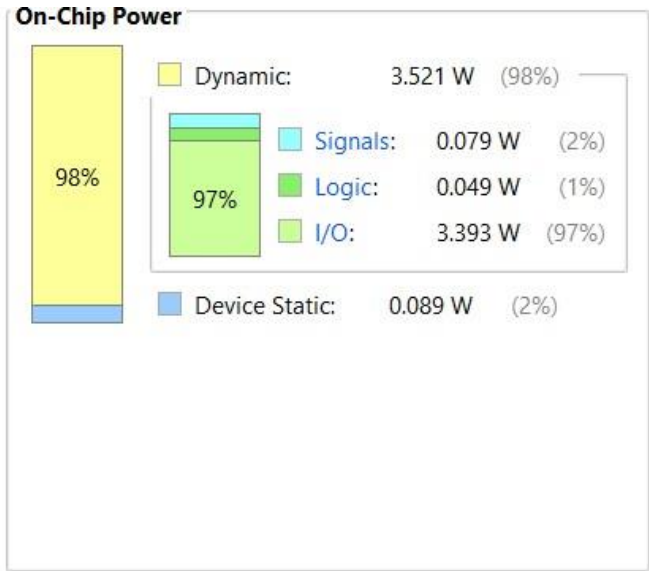 On-Chip Power
Dynamic: 3.521 W (98%)
Signals: 0.079 W (2%)
98%
Logic: 0.049 W (1%)
97%
I/O: 3.393 W (97%)
Device Static: 0.089 W (2%)